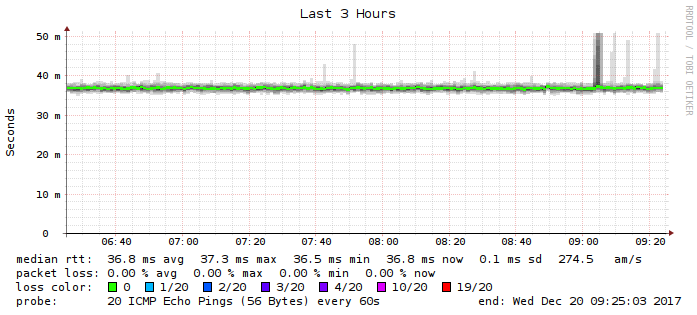 Last 3 Hours
RRDTOOL / TOBI OETIKER
Seconds
50 m
40 m
30 m
20 m
10 m
0
06:40 07:00 07:20 07:40 08:00 08:20 08:40 09:00 09:20
median rtt: 36.8 ms avg 37.3 ms max 36.5 ms min 36.8 ms now 0.1 ms sd 274.5 am/s
packet loss: 0.00 % avg 0.00 % max 0.00 % min 0.00 % now
loss color: 0 1/20 2/20 3/20 4/20 10/20 19/20
probe: 20 ICMP Echo Pings (56 Bytes) every 60s end: Wed Dec 20 09:25:03 2017